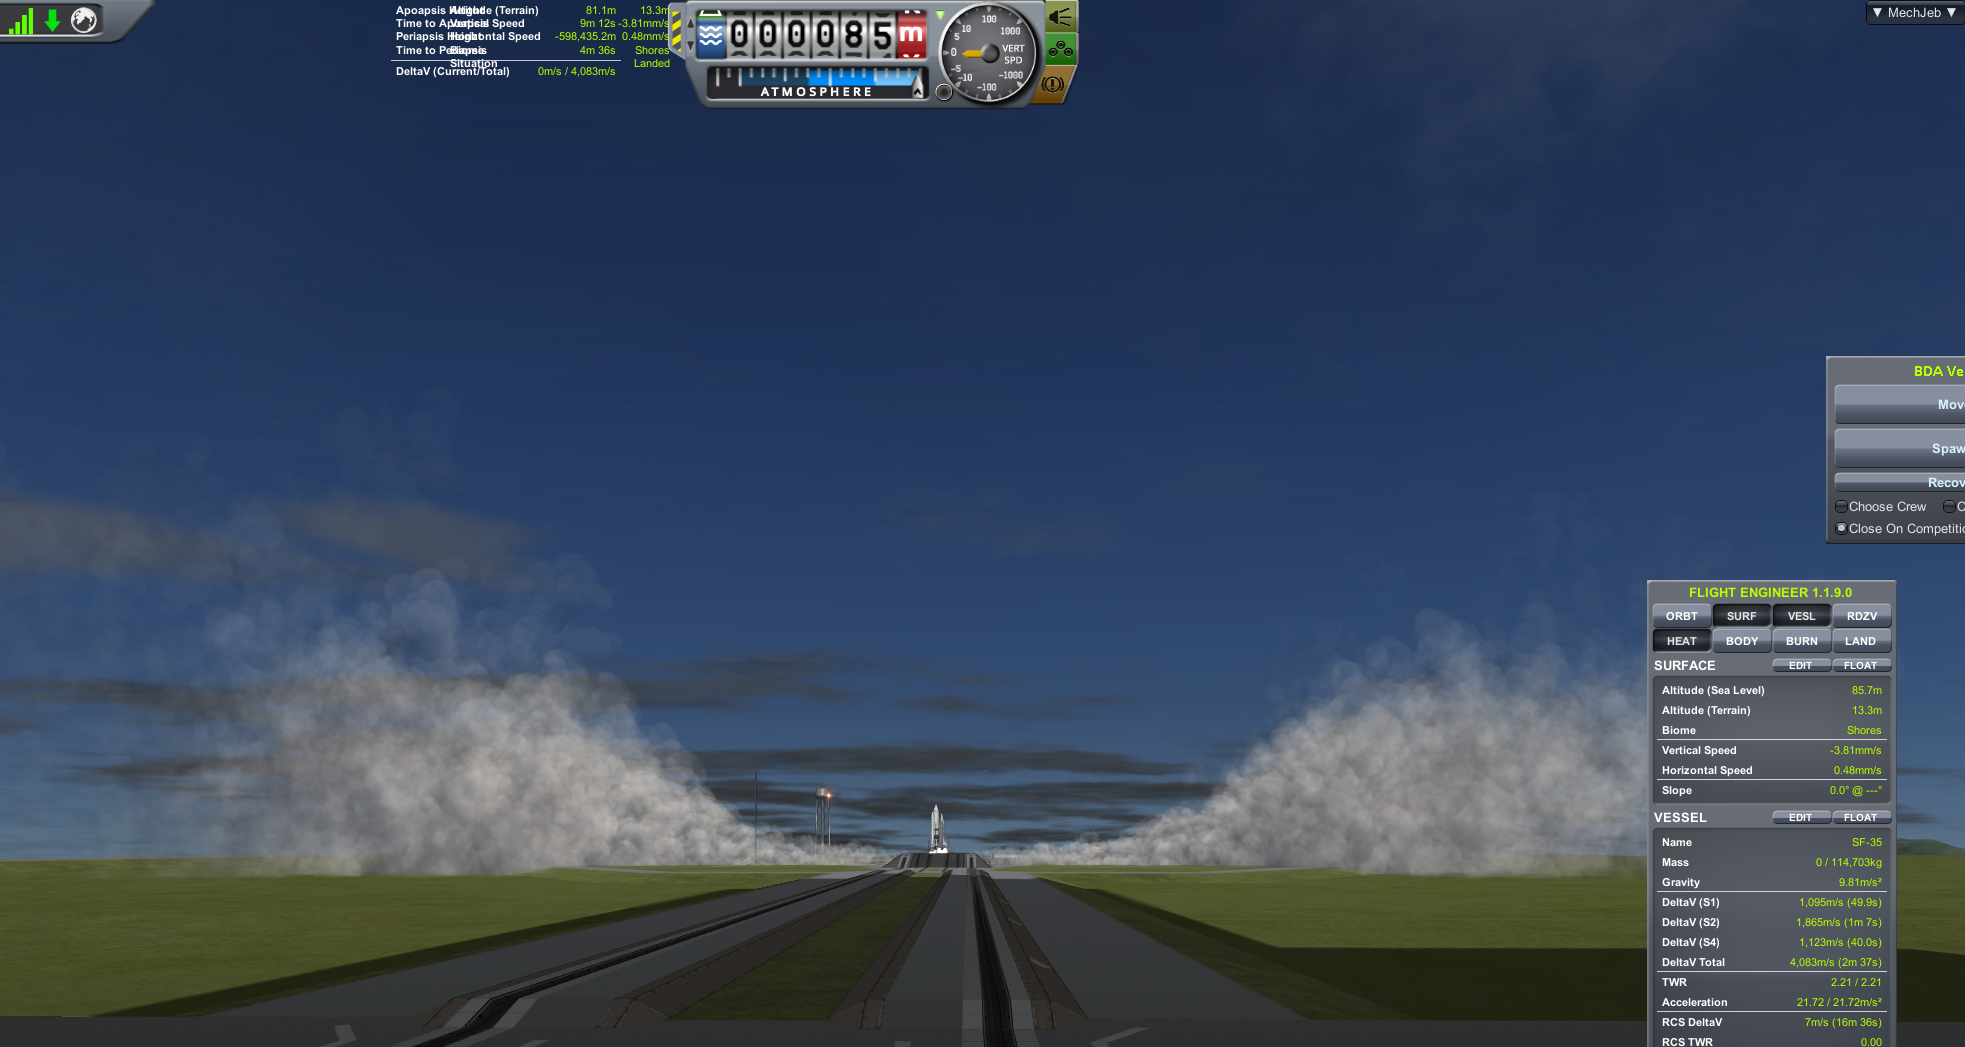 Apoapsis Height 81.1m
Altitude (Terrain) 13.3m
Time to Apoapsis 9m 12s
Vertical Speed -3.81mm/s
Periapsis Height -598,435.2m
Horizontal Speed 0.48mm/s
Time to Periapsis 4m 36s
Biome Shores
Situation Landed
DeltaV (Current/Total) 0m/s / 4,083m/s
000085 m
ATMOSPHERE
100
10 1000
5
0 VERT
SPD
-5
-10 -1000
-100
▼ MechJeb ▼
BDA Ve
Mov
Spaw
Recov
Choose Crew C
Close On Competitio
FLIGHT ENGINEER 1.1.9.0
ORBT SURF VESL RDZV
HEAT BODY BURN LAND
SURFACE EDIT FLOAT
Altitude (Sea Level) 85.7m
Altitude (Terrain) 13.3m
Biome Shores
Vertical Speed -3.81mm/s
Horizontal Speed 0.48mm/s
Slope 0.0° @ ---°
VESSEL EDIT FLOAT
Name SF-35
Mass 0 / 114,703kg
Gravity 9.81m/s²
DeltaV (S1) 1,095m/s (49.9s)
DeltaV (S2) 1,865m/s (1m 7s)
DeltaV (S4) 1,123m/s (40.0s)
DeltaV Total 4,083m/s (2m 37s)
TWR 2.21 / 2.21
Acceleration 21.72 / 21.72m/s²
RCS DeltaV 7m/s (16m 36s)
RCS TWR 0.00